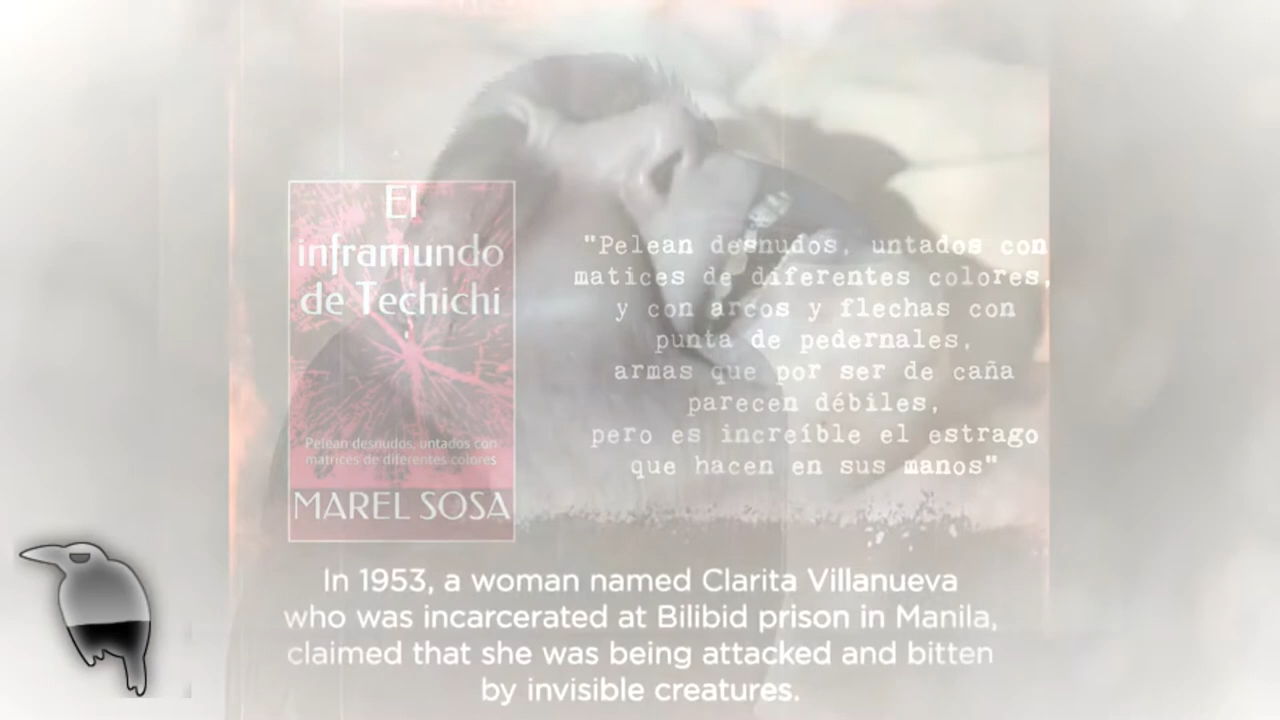 El
inframundo
de Techichi
Pelean desnudos, untados con
matrices de diferentes colores
MAREL SOSA
"Pelean desnudos, untados con
matices de diferentes colores,
y con arcos y flechas con
punta de pedernales,
armas que por ser de caña
parecen débiles,
pero es increíble el estrago
que hacen en sus manos"
In 1953, a woman named Clarita Villanueva
who was incarcerated at Bilibid prison in Manila,
claimed that she was being attacked and bitten
by invisible creatures.